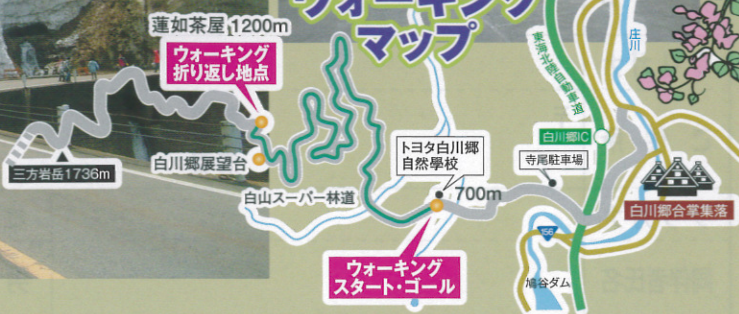 ウォーキング
マップ
蓮如茶屋 1200m
ウォーキング
折り返し地点
白川郷展望台
三方岩岳1736m
白山スーパー林道
トヨタ白川郷
自然學校
700m
ウォーキング
スタート・ゴール
東海北陸自動車道
庄川
白川郷IC
寺尾駐車場
白川郷合掌集落
156
鳩谷ダム